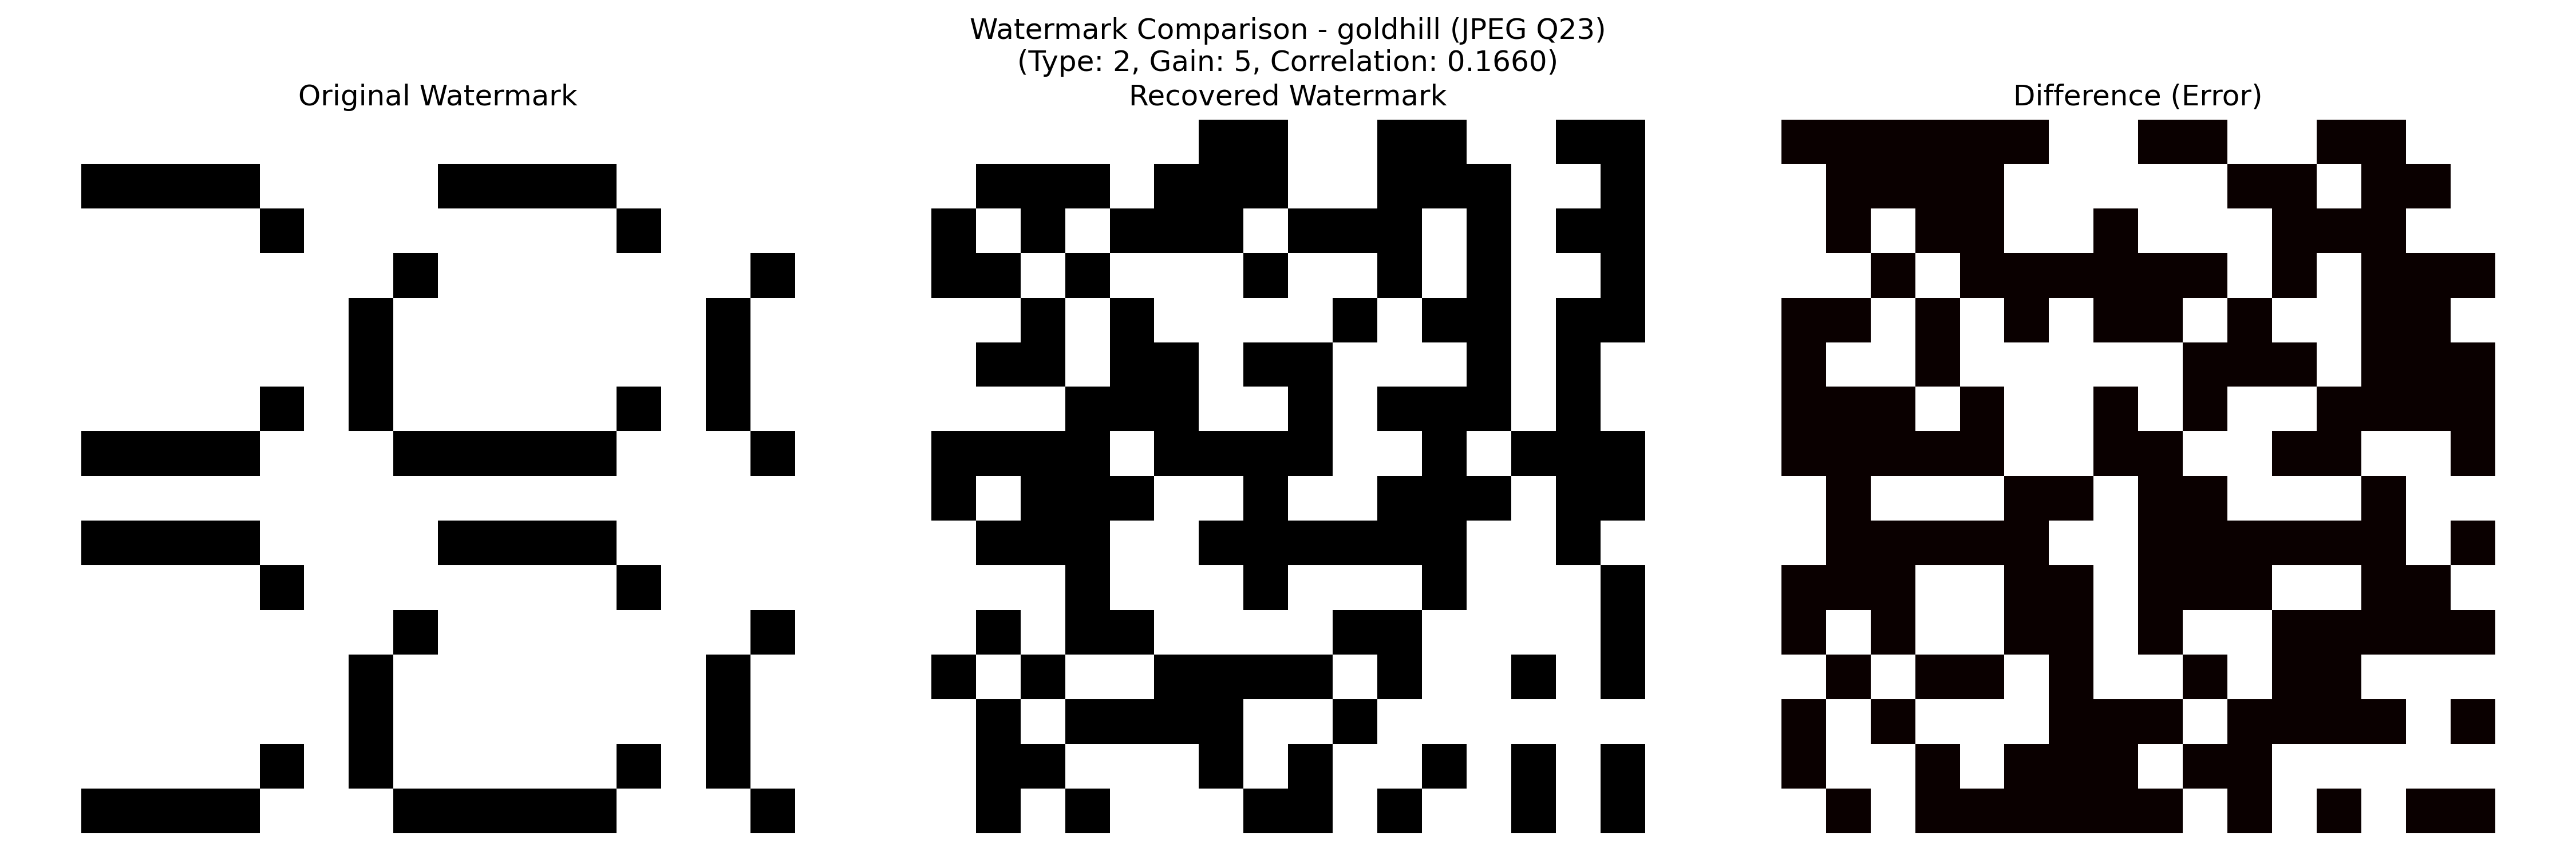 Watermark Comparison - goldhill (JPEG Q23)
(Type: 2, Gain: 5, Correlation: 0.1660)
Original Watermark
Recovered Watermark
Difference (Error)